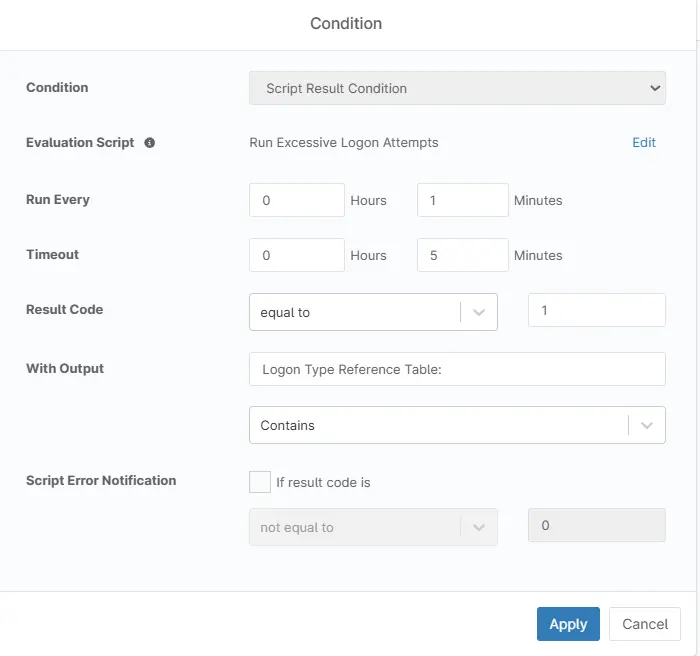 Condition
Condition Script Result Condition
Evaluation Script Run Excessive Logon Attempts Edit
Run Every 0 Hours 1 Minutes
Timeout 0 Hours 5 Minutes
Result Code equal to 1
With Output Logon Type Reference Table:
Contains
Script Error Notification If result code is
not equal to 0
Apply Cancel